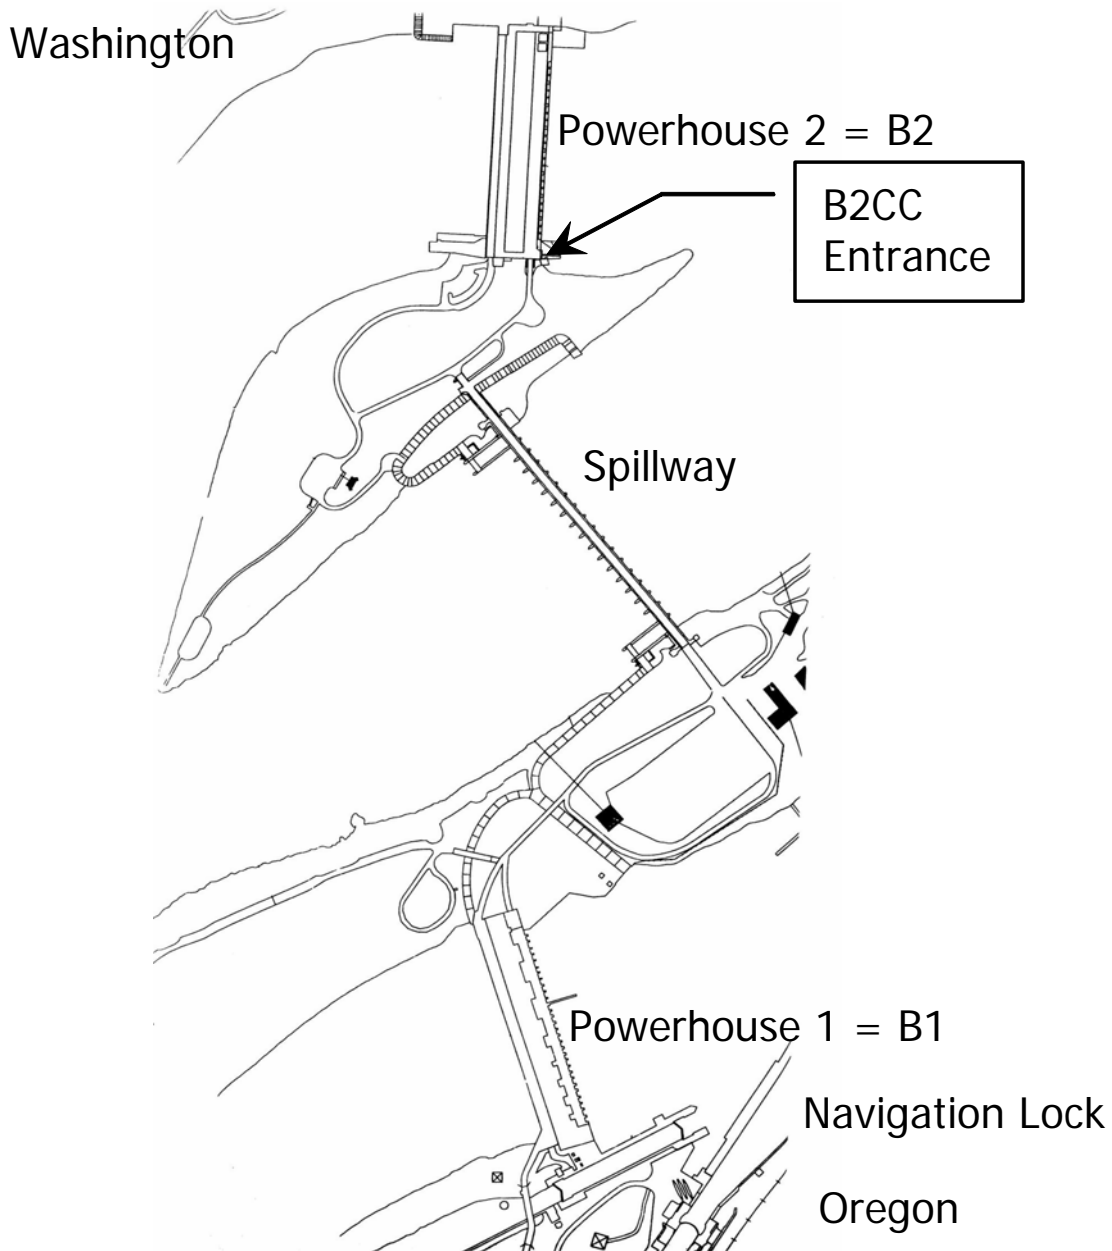 Washington
Powerhouse 2 = B2
B2CC
Entrance
Spillway
Powerhouse 1 = B1
Navigation Lock
Oregon